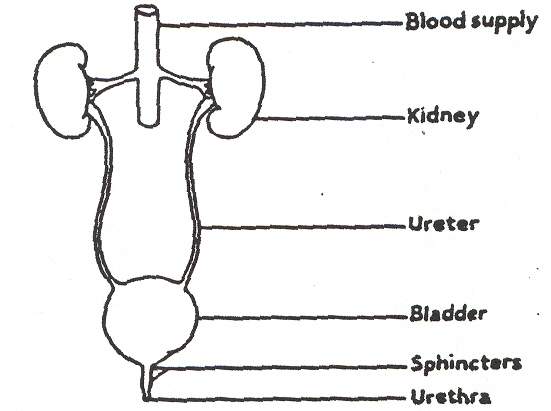 Blood supply
Kidney
Ureter
Bladder
Sphincters
Urethra